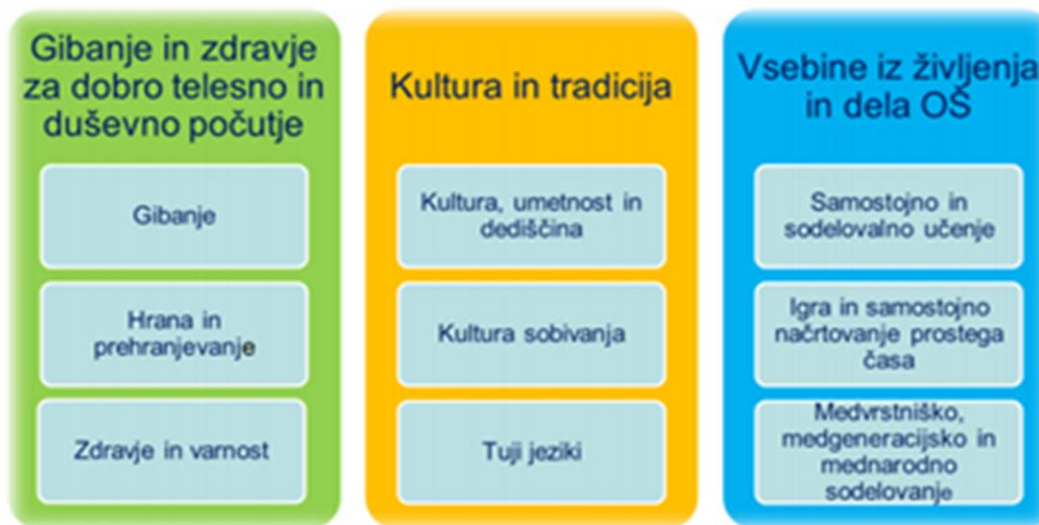 Gibanje in zdravje
za dobro telesno in
duševno počutje
Gibanje
Hrana in
prehranjevanje
Zdravje in varnost
Kultura in tradicija
Kultura, umetnost in
dediščina
Kultura sobivanja
Tuji jeziki
Vsebine iz življenja
in dela OŠ
Samostojno in
sodelovalno učenje
Igra in samostojno
načrtovanje prostega
časa
Medvrstniško,
medgeneracijsko in
mednarodno
sodelovanje